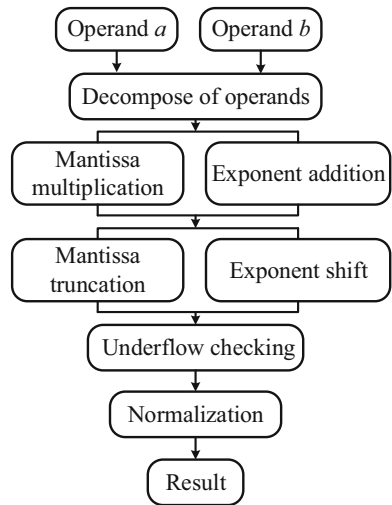 Operand a
Operand b
Decompose of operands
Mantissa
multiplication
Exponent addition
Mantissa
truncation
Exponent shift
Underflow checking
Normalization
Result